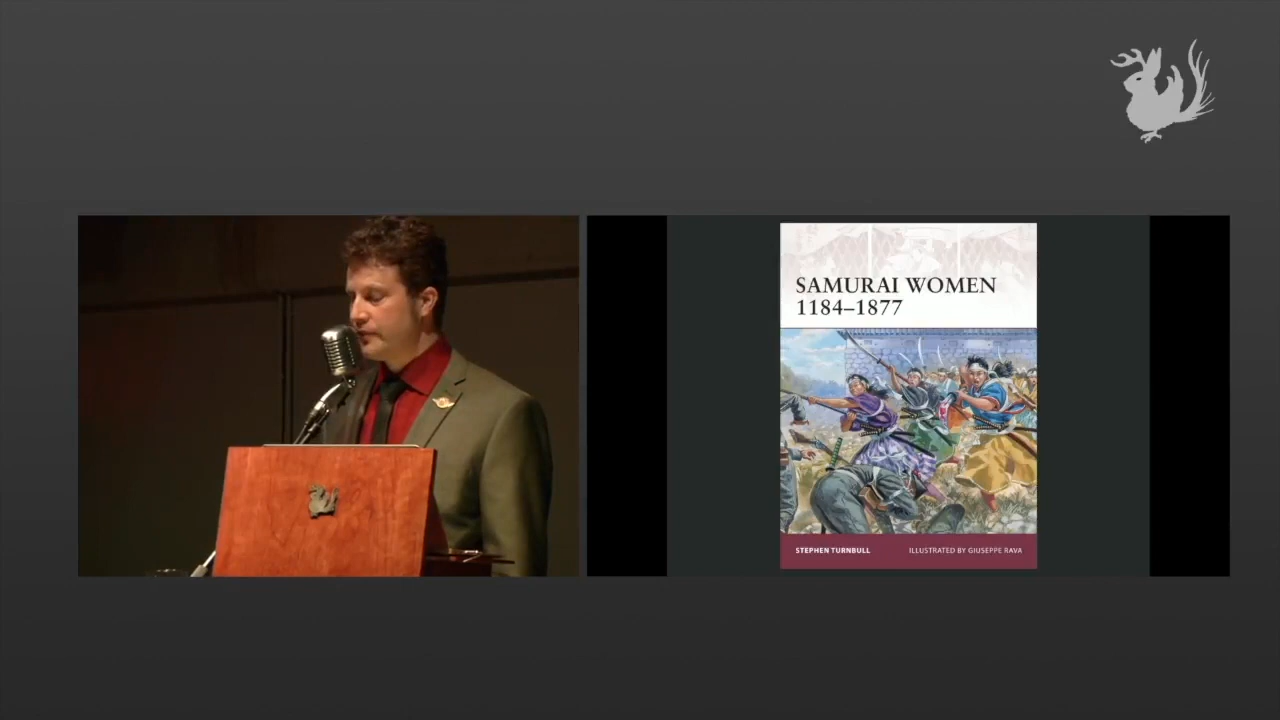 SAMURAI WOMEN
1184–1877
STEPHEN TURNBULL
ILLUSTRATED BY GIUSEPPE RAVA